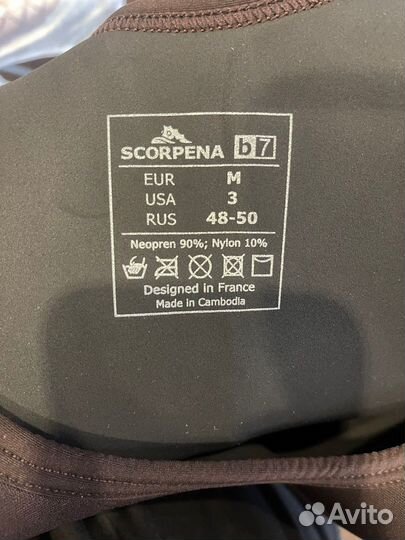 SCORPENA b7
EUR M
USA 3
RUS 48-50
Neopren 90%; Nylon 10%
Designed in France
Made in Cambodia
Avito